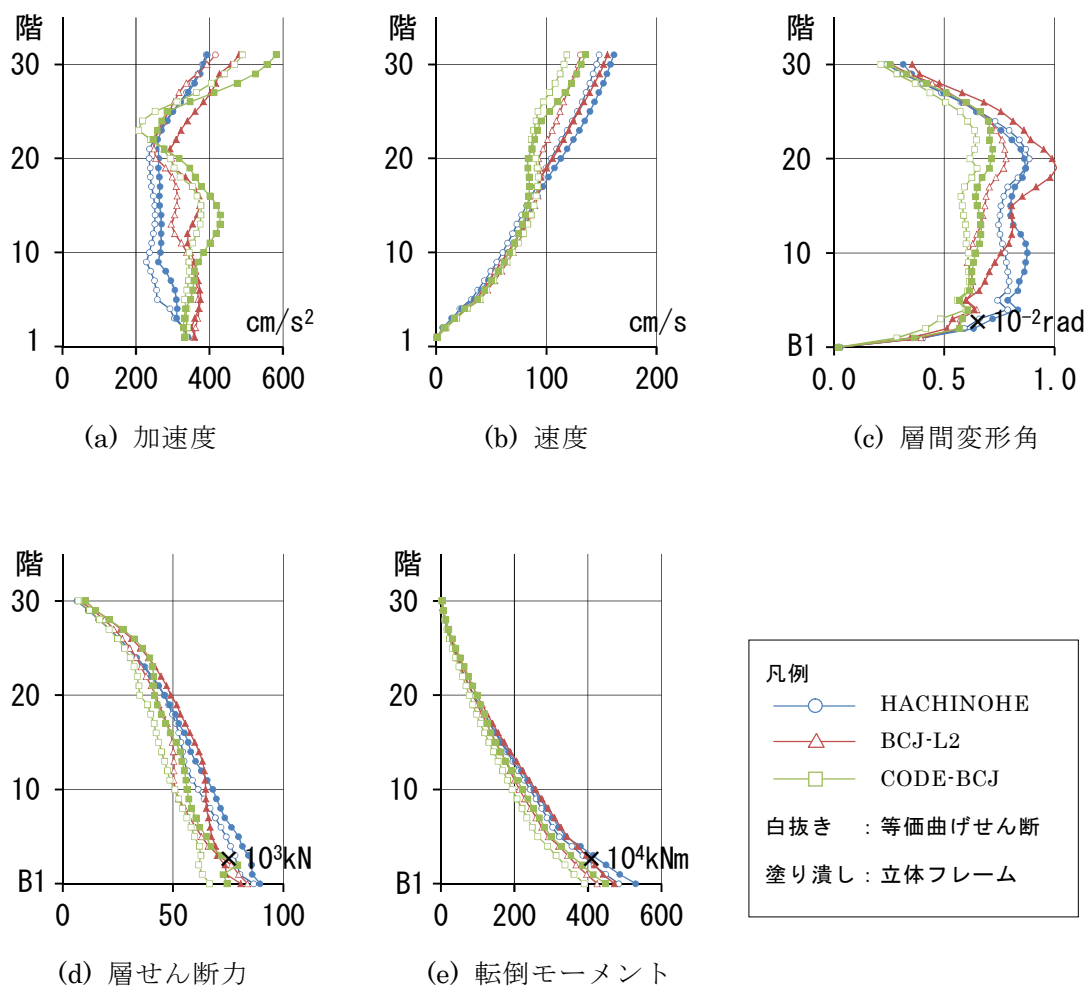 階
30
20
10
1
cm/s²
0 200 400 600
(a) 加速度
階
30
20
10
1
cm/s
0 100 200
(b) 速度
階
30
20
10
B1
×10⁻²rad
0.0 0.5 1.0
(c) 層間変形角
階
30
20
10
B1
×10³kN
0 50 100
(d) 層せん断力
階
30
20
10
B1
×10⁴kNm
0 200 400 600
(e) 転倒モーメント
凡例
HACHINOHE
BCJ-L2
CODE-BCJ
白抜き ：等価曲げせん断
塗り潰し：立体フレーム